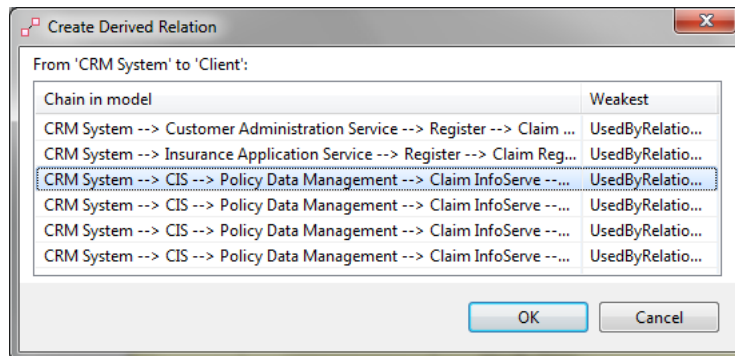 Create Derived Relation
From 'CRM System' to 'Client':
Chain in model Weakest
CRM System --> Customer Administration Service --> Register --> Claim ... UsedByRelatio...
CRM System --> Insurance Application Service --> Register --> Claim Reg... UsedByRelatio...
CRM System --> CIS --> Policy Data Management --> Claim InfoServe --... UsedByRelatio...
CRM System --> CIS --> Policy Data Management --> Claim InfoServe --... UsedByRelatio...
CRM System --> CIS --> Policy Data Management --> Claim InfoServe --... UsedByRelatio...
CRM System --> CIS --> Policy Data Management --> Claim InfoServe --... UsedByRelatio...
OK Cancel